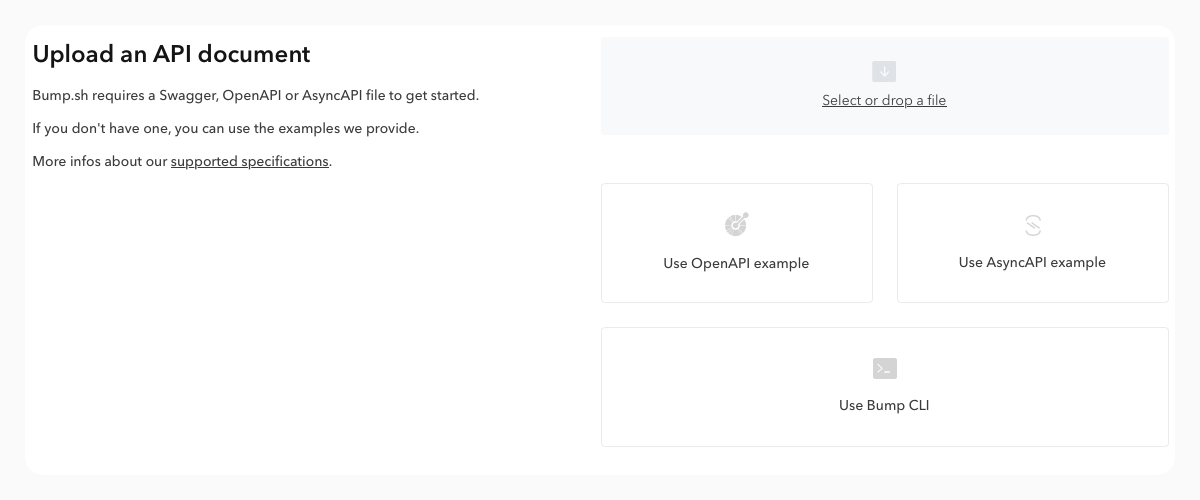 Upload an API document
Bump.sh requires a Swagger, OpenAPI or AsyncAPI file to get started.
If you don't have one, you can use the examples we provide.
More infos about our supported specifications.
Select or drop a file
Use OpenAPI example
Use AsyncAPI example
Use Bump CLI